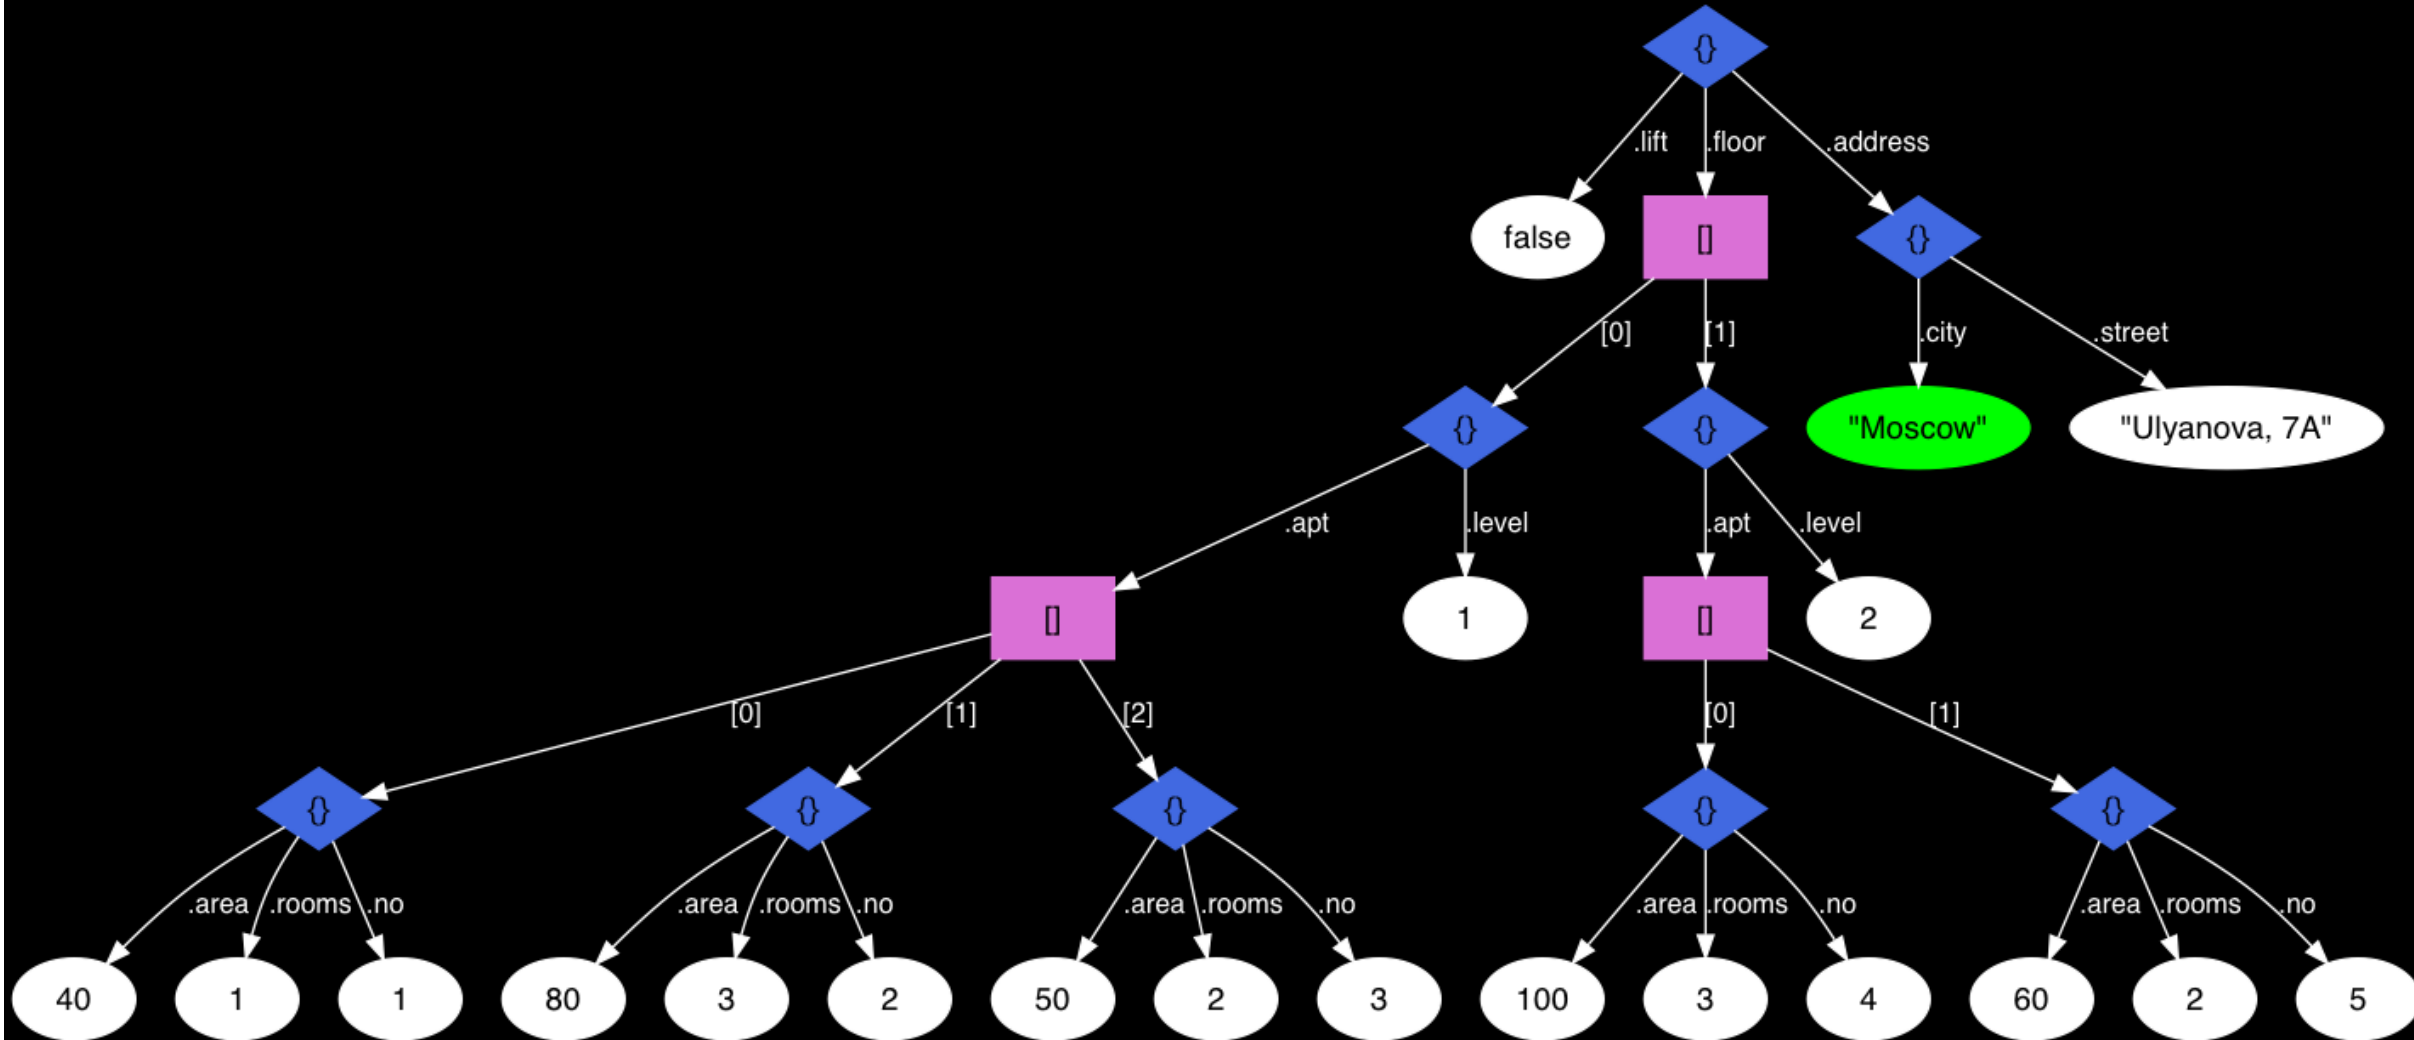 {}
.lift .floor .address
false [] {}
[0] [1] .city .street
{} {} "Moscow" "Ulyanova, 7A"
.apt .level .apt .level
[] 1 [] 2
[0] [1] [2] [0] [1]
{} {} {} {} {}
.area .rooms .no .area .rooms .no .area .rooms .no .area .rooms .no .area .rooms .no
40 1 1 80 3 2 50 2 3 100 3 4 60 2 5